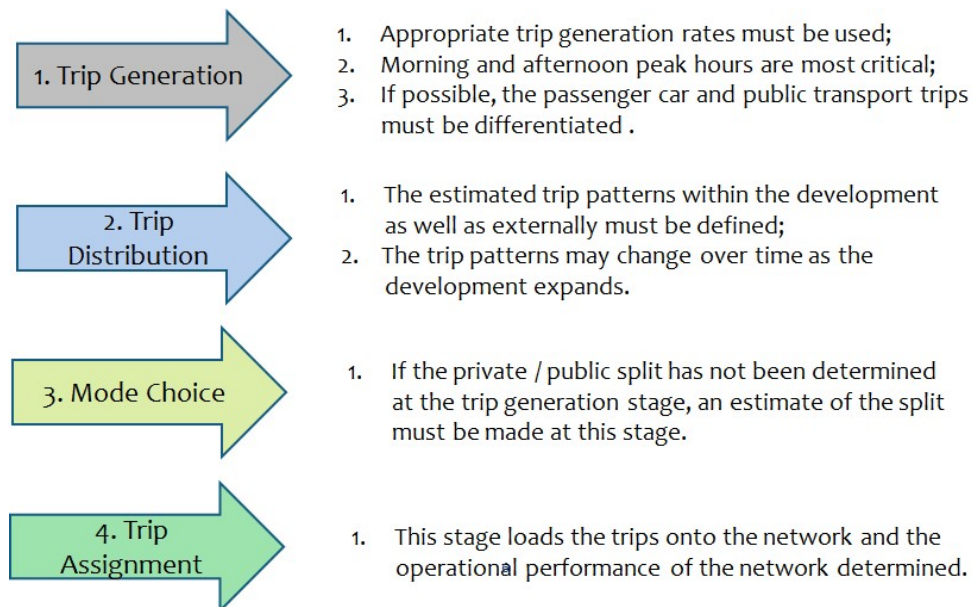 1. Trip Generation
1. Appropriate trip generation rates must be used;
2. Morning and afternoon peak hours are most critical;
3. If possible, the passenger car and public transport trips
must be differentiated .
2. Trip
Distribution
1. The estimated trip patterns within the development
as well as externally must be defined;
2. The trip patterns may change over time as the
development expands.
3. Mode Choice
1. If the private / public split has not been determined
at the trip generation stage, an estimate of the split
must be made at this stage.
4. Trip
Assignment
1. This stage loads the trips onto the network and the
operational performance of the network determined.